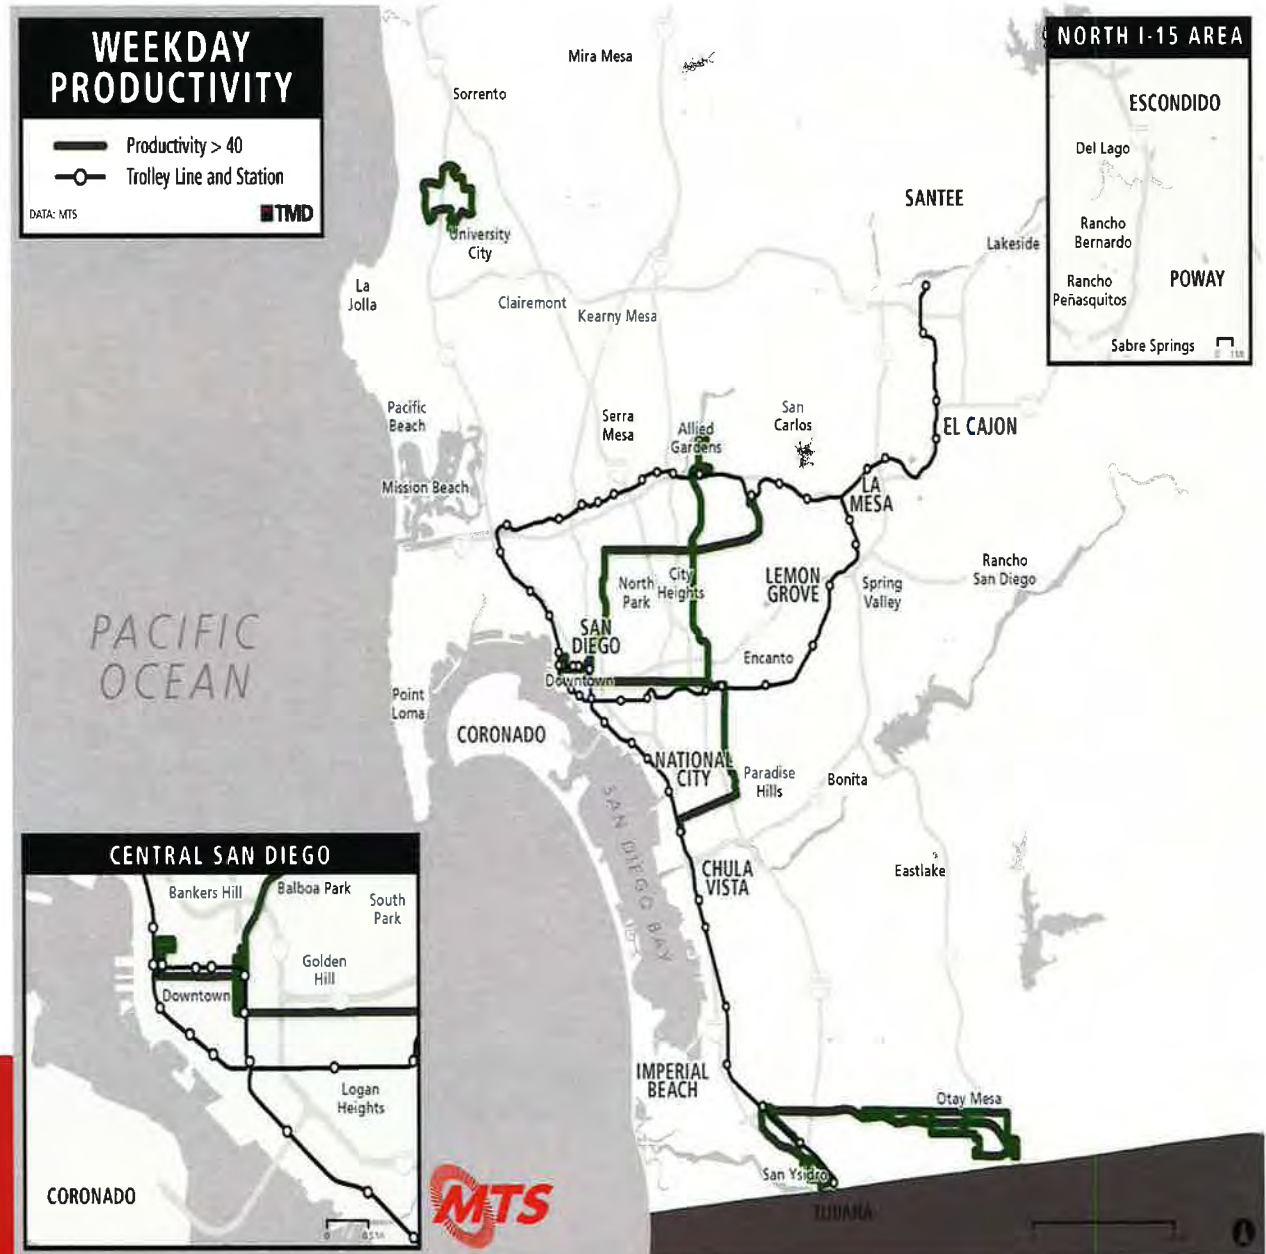 WEEKDAY
PRODUCTIVITY
Productivity > 40
Trolley Line and Station
DATA: MTS
TMD
NORTH I-15 AREA
ESCONDIDO
Del Lago
Rancho
Bernardo
POWAY
Rancho
Peñasquitos
Sabre Springs
Mira Mesa
Sorrento
SANTEE
Lakeside
University
City
La
Jolla
Clairemont
Kearny Mesa
Pacific
Beach
Serra
Mesa
Allied
Gardens
San
Carlos
EL CAJON
Mission Beach
LA
MESA
Rancho
San Diego
North
Park
City
Heights
LEMON
GROVE
Spring
Valley
PACIFIC
OCEAN
SAN
DIEGO
Encanto
Downtown
Point
Loma
CORONADO
NATIONAL
CITY
Paradise
Hills
Bonita
SAN DIEGO BAY
CHULA
VISTA
Eastlake
IMPERIAL
BEACH
Otay Mesa
San Ysidro
TIJUANA
CENTRAL SAN DIEGO
Bankers Hill
Balboa Park
South
Park
Golden
Hill
Downtown
Logan
Heights
CORONADO
MTS